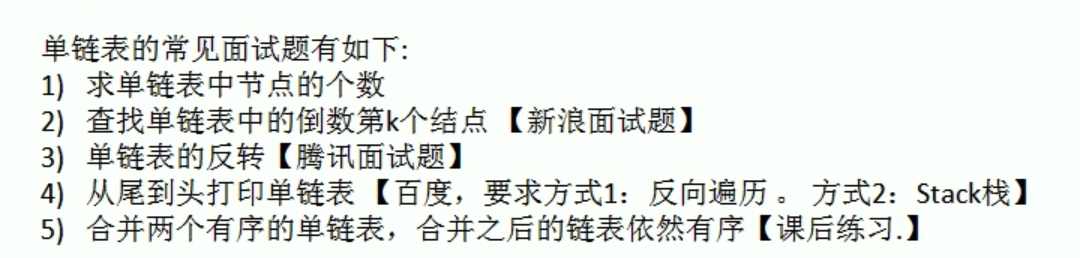 单链表的常见面试题有如下:
1) 求单链表中节点的个数
2) 查找单链表中的倒数第k个结点 【新浪面试题】
3) 单链表的反转【腾讯面试题】
4) 从尾到头打印单链表 【百度，要求方式1：反向遍历 。 方式2：Stack栈】
5) 合并两个有序的单链表，合并之后的链表依然有序【课后练习.】